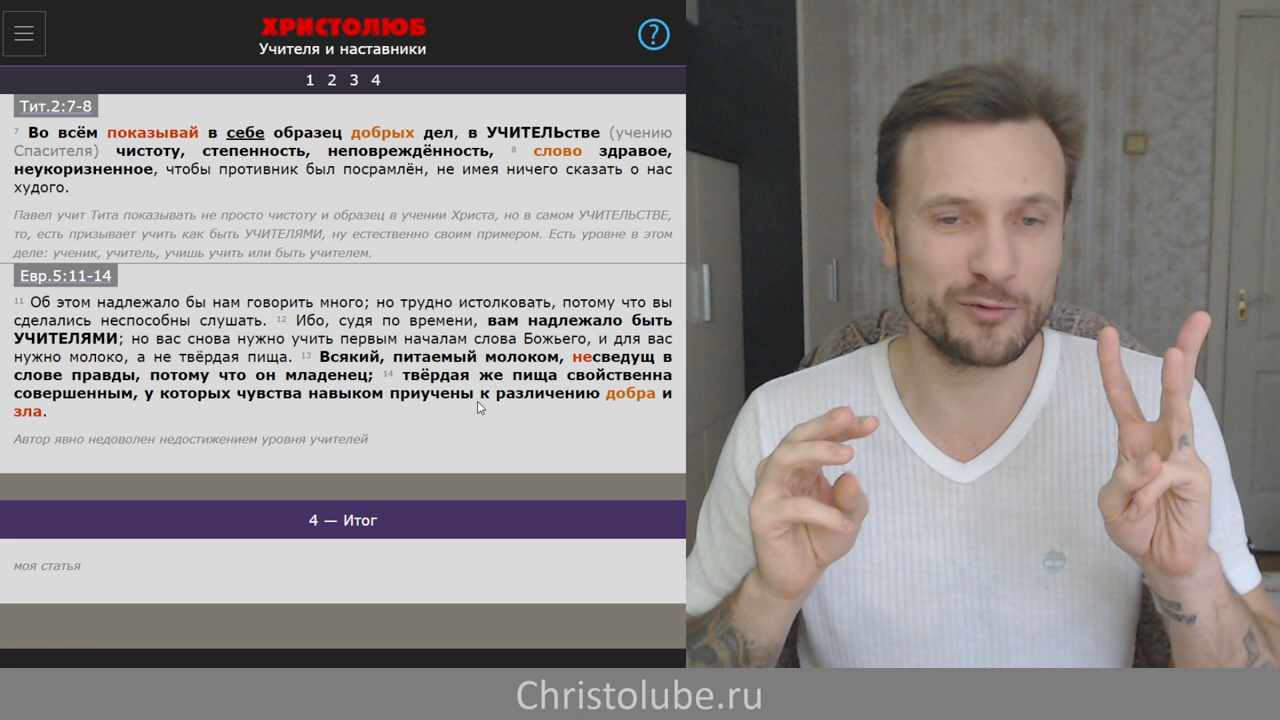 ХРИСТОЛЮБ
Учителя и наставники
?
1 2 3 4
Тит.2:7-8
7 Во всём показывай в себе образец добрых дел, в УЧИТЕЛЬстве (учению
Спасителя) чистоту, степенность, неповреждённость, 8 слово здравое,
неукоризненное, чтобы противник был посрамлён, не имея ничего сказать о нас
худого.
Павел учит Тита показывать не просто чистоту и образец в учении Христа, но в самом УЧИТЕЛЬСТВЕ,
то, есть призывает учить как быть УЧИТЕЛЯМИ, ну естественно своим примером. Есть уровне в этом
деле: ученик, учитель, учишь учить или быть учителем.
Евр.5:11-14
11 Об этом надлежало бы нам говорить много; но трудно истолковать, потому что вы
сделались неспособны слушать. 12 Ибо, судя по времени, вам надлежало быть
УЧИТЕЛЯМИ; но вас снова нужно учить первым началам слова Божьего, и для вас
нужно молоко, а не твёрдая пища. 13 Всякий, питаемый молоком, несведущ в
слове правды, потому что он младенец; 14 твёрдая же пища свойственна
совершенным, у которых чувства навыком приучены к различению добра и
зла.
Автор явно недоволен недостижением уровня учителей
4 — Итог
моя статья
Christolube.ru